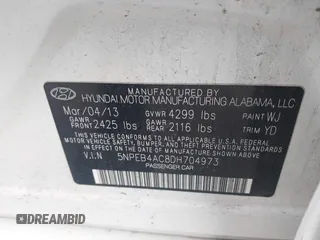 MANUFACTURED BY
HYUNDAI MOTOR MANUFACTURING ALABAMA, LLC
Mar/04/13 GVWR 4299 lbs PAINT WJ
GAWR FRONT 2425 lbs GAWR REAR 2116 lbs TRIM YD
THIS VEHICLE CONFORMS TO ALL APPLICABLE FEDERAL
MOTOR VEHICLE SAFETY, BUMPER, AND THEFT PREVENTION
STANDARDS IN EFFECT ON THE DATE OF MANUFACTURE
SHOWN ABOVE.
V.I.N 5NPEB4AC8DH704973
PASSENGER CAR
DREAMBID